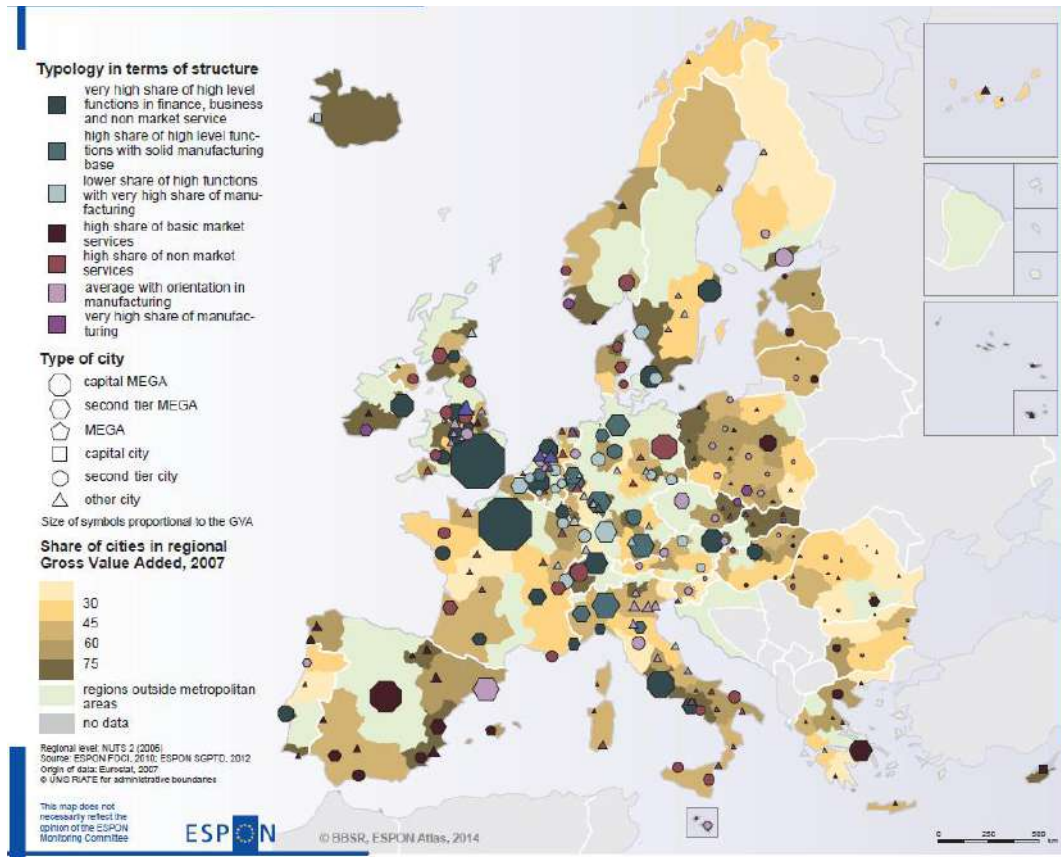 Typology in terms of structure
very high share of high level
functions in finance, business
and non market service
high share of high level func-
tions with solid manufacturing
base
lower share of high functions
with very high share of manu-
facturing
high share of basic market
services
high share of non market
services
average with orientation in
manufacturing
very high share of manufac-
turing
Type of city
capital MEGA
second tier MEGA
MEGA
capital city
second tier city
other city
Size of symbols proportional to the GVA
Share of cities in regional
Gross Value Added, 2007
30
45
60
75
regions outside metropolitan
areas
no data
Regional level: NUTS 2 (2006)
Source: ESPON FOCI, 2010; ESPON SGPTD, 2012
Origin of data: Eurostat, 2007
© UMS RIATE for administrative boundaries
This map does not
necessarily reflect the
opinion of the ESPON
Monitoring Committee
ESPON
© BBSR, ESPON Atlas, 2014
0 250 500
km